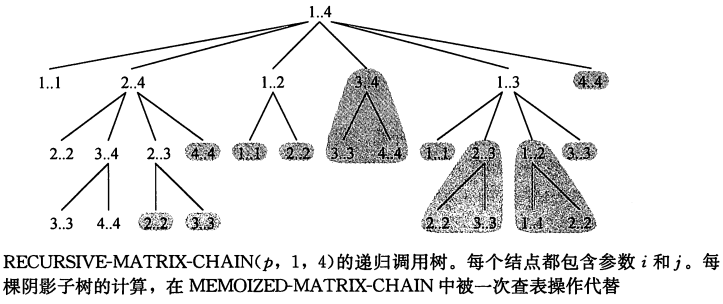 1..4
1..1 2..4 1..2 3..4 1..3 4..4
2..2 3..4 2..3 4..4 1..1 2..2 3..3 4..4 1..1 2..3 1..2 3..3
3..3 4..4 2..2 3..3 2..2 3..3 1..1 2..2
RECURSIVE-MATRIX-CHAIN(p，1，4)的递归调用树。每个结点都包含参数 i 和 j。每
棵阴影子树的计算，在 MEMOIZED-MATRIX-CHAIN 中被一次查表操作代替